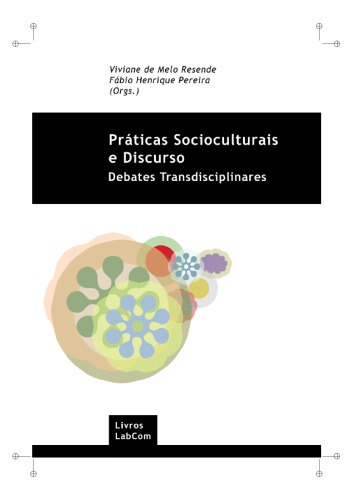 Viviane de Melo Resende
Fábio Henrique Pereira
(Orgs.)
Práticas Socioculturais
e Discurso
Debates Transdisciplinares
Livros
LabCom